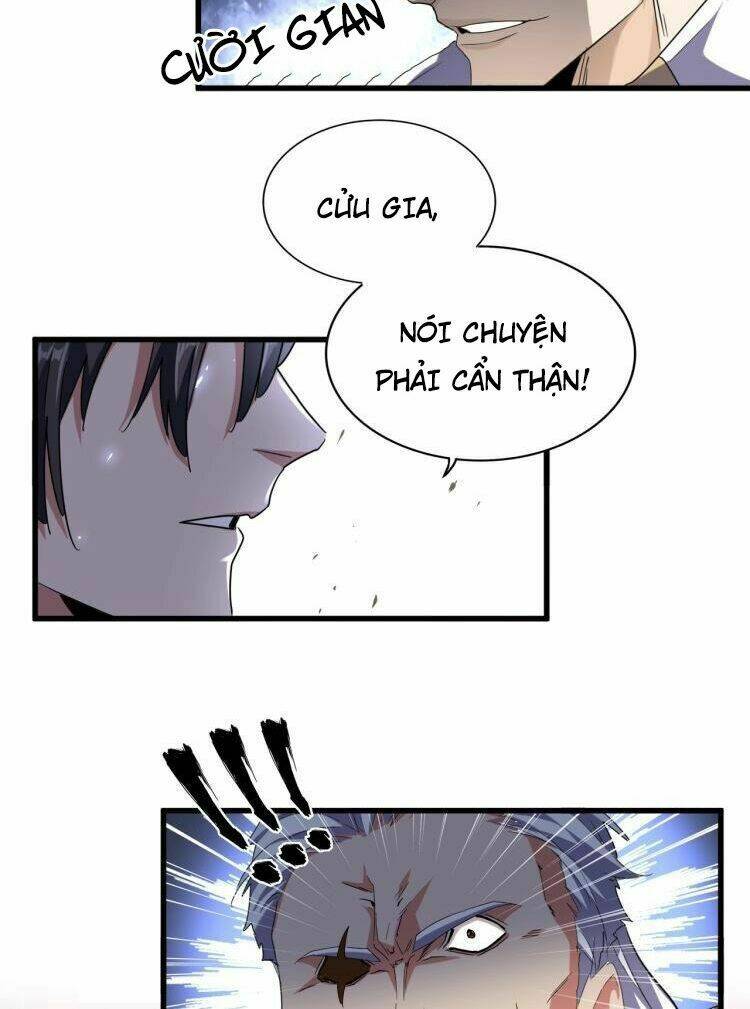 CƯỜI GIAN
CỬU GIA,
NÓI CHUYỆN
PHẢI CẨN THẬN!
!!!